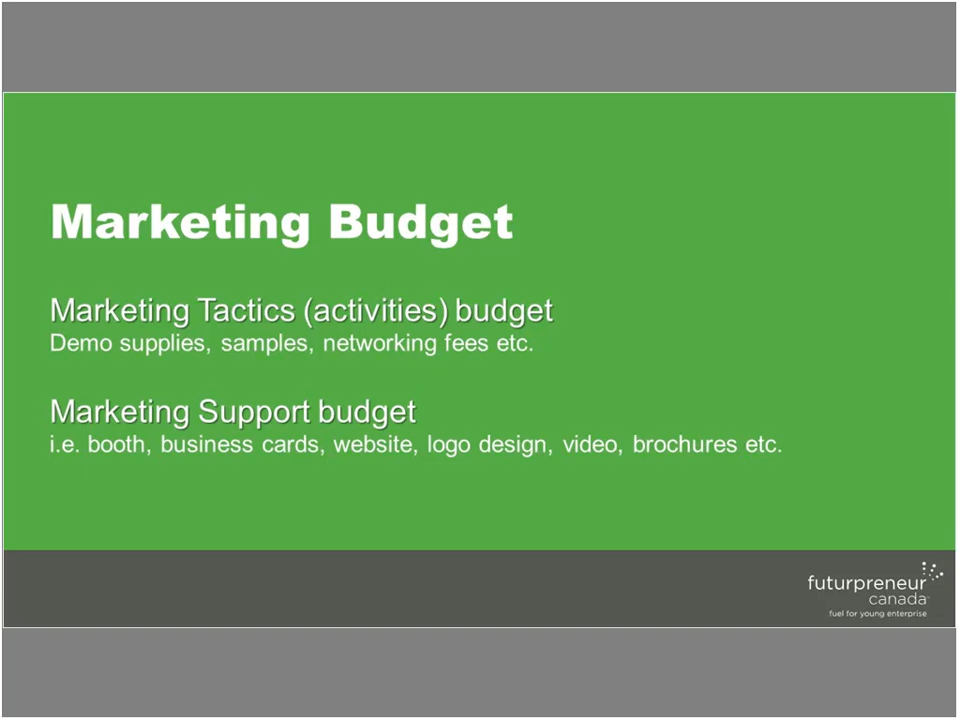 Marketing Budget
Marketing Tactics (activities) budget
Demo supplies, samples, networking fees etc.
Marketing Support budget
i.e. booth, business cards, website, logo design, video, brochures etc.
futurpreneur
canada
fuel for young enterprise